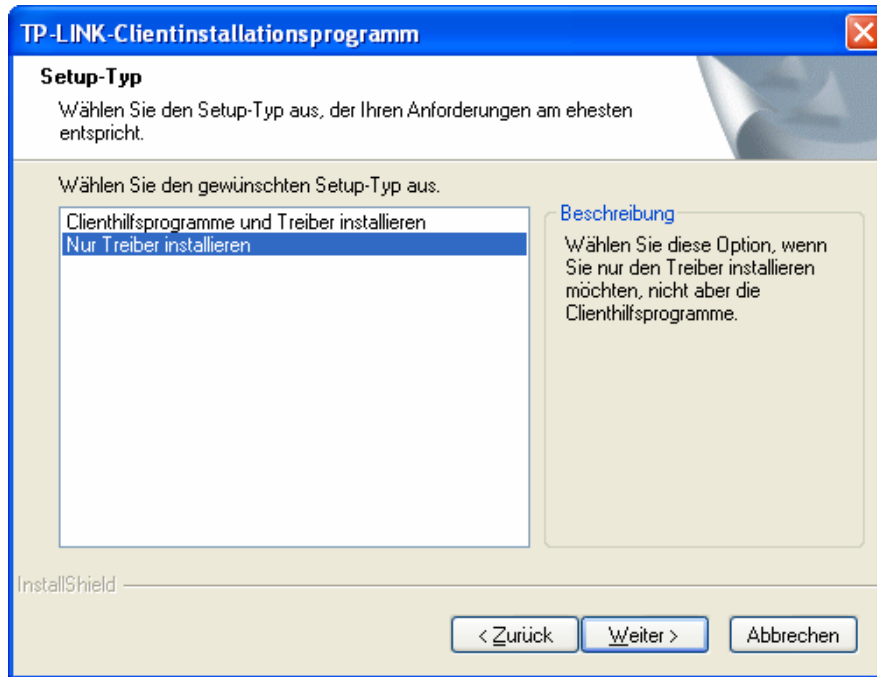 TP-LINK-Clientinstallationsprogramm
Setup-Typ
Wählen Sie den Setup-Typ aus, der Ihren Anforderungen am ehesten
entspricht.
Wählen Sie den gewünschten Setup-Typ aus.
Clienthilfsprogramme und Treiber installieren
Nur Treiber installieren
Beschreibung
Wählen Sie diese Option, wenn
Sie nur den Treiber installieren
möchten, nicht aber die
Clienthilfsprogramme.
InstallShield
< Zurück
Weiter >
Abbrechen